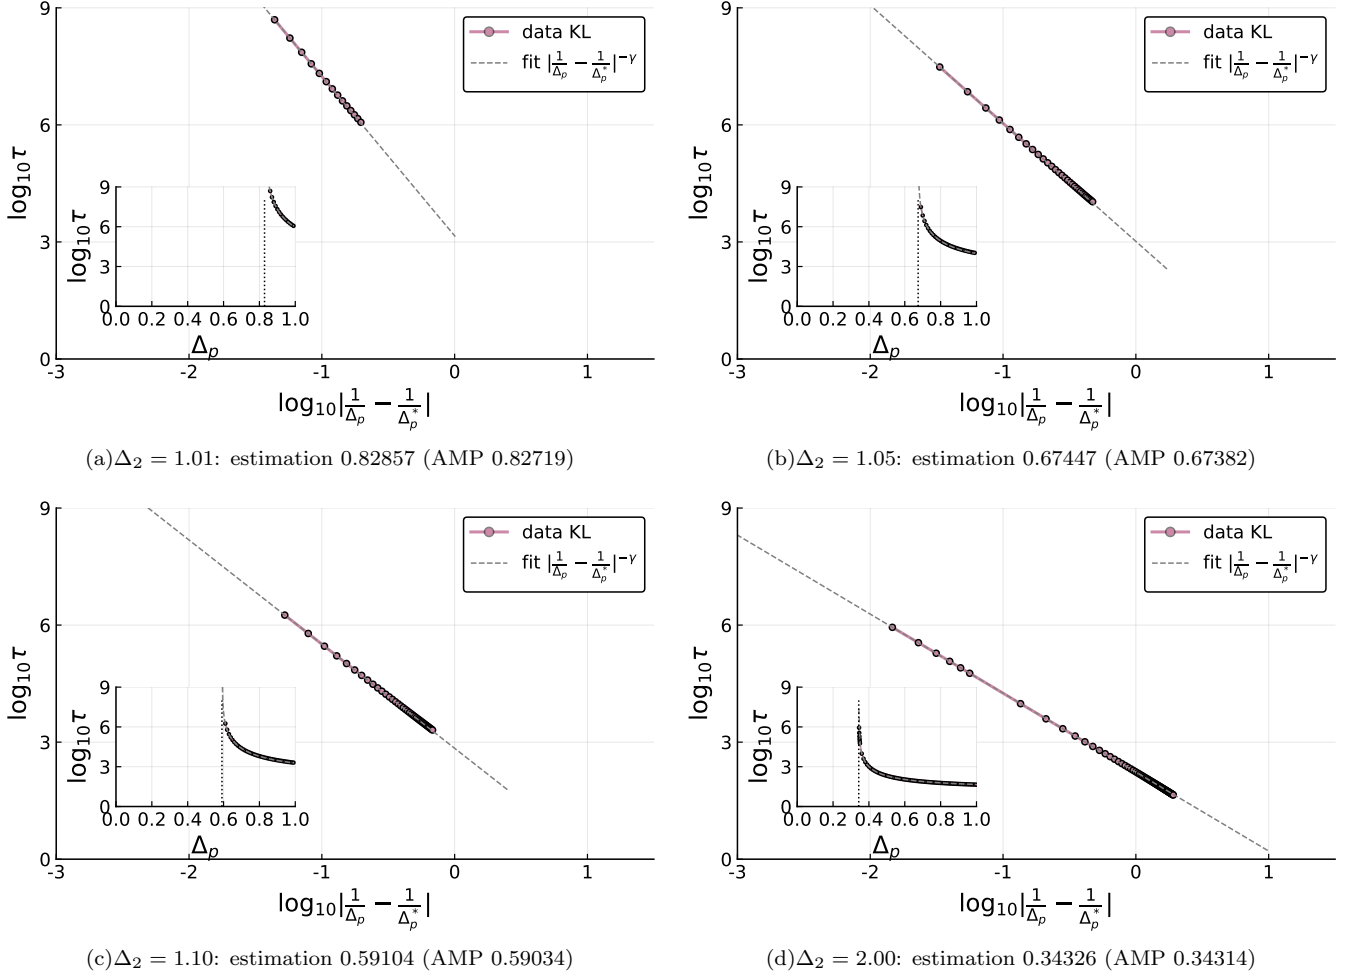 9
6
3
0
log₁₀τ
data KL
fit |1/Δₚ − 1/Δₚ*|^−γ
9
6
3
0
log₁₀τ
0.0 0.2 0.4 0.6 0.8 1.0
Δₚ
-3 -2 -1 0 1
log₁₀|1/Δₚ − 1/Δₚ*|
(a)Δ₂ = 1.01: estimation 0.82857 (AMP 0.82719)
9
6
3
0
log₁₀τ
data KL
fit |1/Δₚ − 1/Δₚ*|^−γ
9
6
3
0
log₁₀τ
0.0 0.2 0.4 0.6 0.8 1.0
Δₚ
-3 -2 -1 0 1
log₁₀|1/Δₚ − 1/Δₚ*|
(b)Δ₂ = 1.05: estimation 0.67447 (AMP 0.67382)
9
6
3
0
log₁₀τ
data KL
fit |1/Δₚ − 1/Δₚ*|^−γ
9
6
3
0
log₁₀τ
0.0 0.2 0.4 0.6 0.8 1.0
Δₚ
-3 -2 -1 0 1
log₁₀|1/Δₚ − 1/Δₚ*|
(c)Δ₂ = 1.10: estimation 0.59104 (AMP 0.59034)
9
6
3
0
log₁₀τ
data KL
fit |1/Δₚ − 1/Δₚ*|^−γ
9
6
3
0
log₁₀τ
0.0 0.2 0.4 0.6 0.8 1.0
Δₚ
-3 -2 -1 0 1
log₁₀|1/Δₚ − 1/Δₚ*|
(d)Δ₂ = 2.00: estimation 0.34326 (AMP 0.34314)